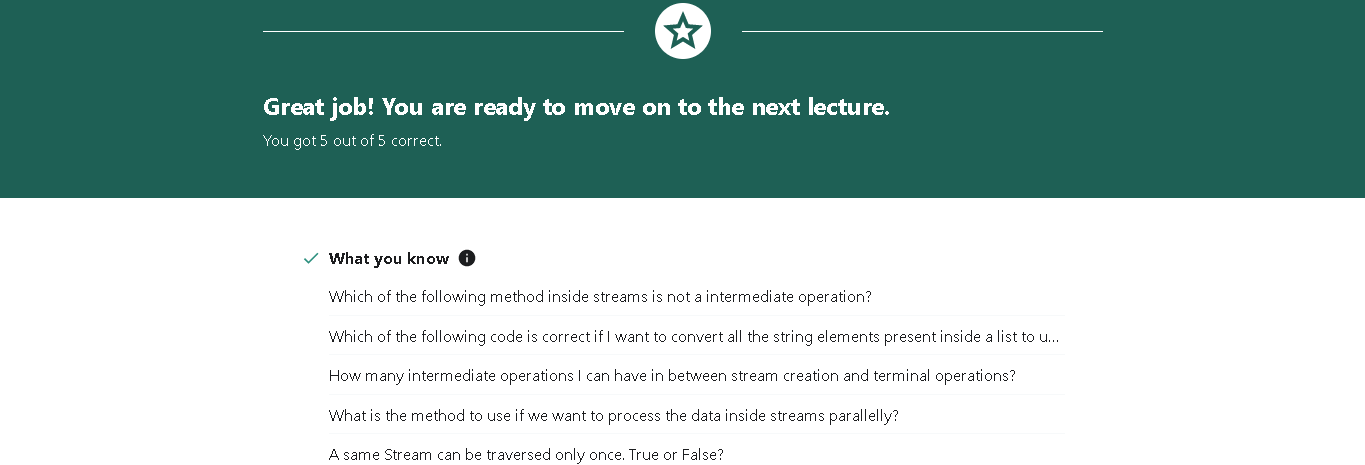 Great job! You are ready to move on to the next lecture.
You got 5 out of 5 correct.
What you know
Which of the following method inside streams is not a intermediate operation?
Which of the following code is correct if I want to convert all the string elements present inside a list to u...
How many intermediate operations I can have in between stream creation and terminal operations?
What is the method to use if we want to process the data inside streams parallelly?
A same Stream can be traversed only once. True or False?